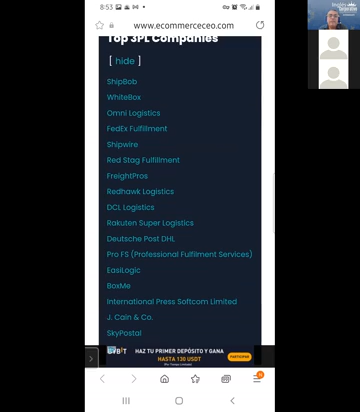 8:53
www.ecommerceceo.com
Top 3PL Companies
[ hide ]
ShipBob
WhiteBox
Omni Logistics
FedEx Fulfillment
Shipwire
Red Stag Fulfillment
FreightPros
Redhawk Logistics
DCL Logistics
Rakuten Super Logistics
Deutsche Post DHL
Pro FS (Professional Fulfilment Services)
EasiLogic
BoxMe
International Press Softcom Limited
J. Cain & Co.
SkyPostal
HAZ TU PRIMER DEPÓSITO Y GANA
HASTA 130 USDT